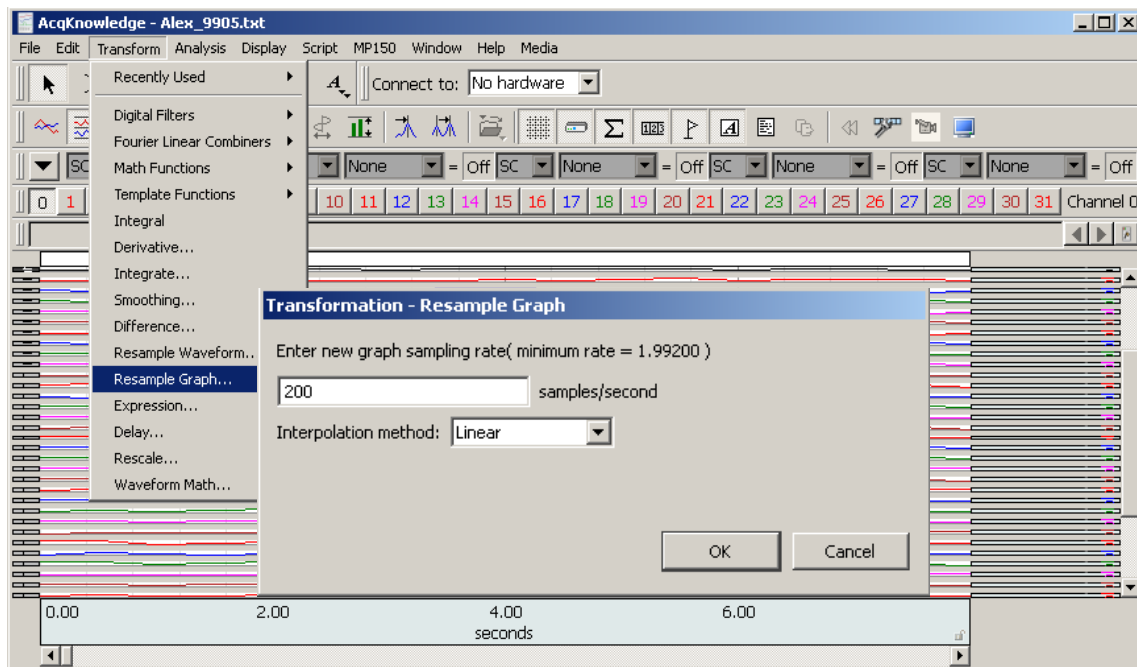 AcqKnowledge - Alex_9905.txt
File Edit Transform Analysis Display Script MP150 Window Help Media
Recently Used
A Connect to: No hardware
Digital Filters
Fourier Linear Combiners
Math Functions
SC None = Off SC None = Off SC None = Off SC None = Off
Template Functions
0 1 10 11 12 13 14 15 16 17 18 19 20 21 22 23 24 25 26 27 28 29 30 31 Channel 0
Integral
Derivative...
Integrate...
Smoothing...
Difference...
Resample Waveform..
Resample Graph...
Expression...
Delay...
Rescale...
Waveform Math...
Transformation - Resample Graph
Enter new graph sampling rate( minimum rate = 1.99200 )
200 samples/second
Interpolation method: Linear
OK Cancel
0.00 2.00 4.00 6.00
seconds